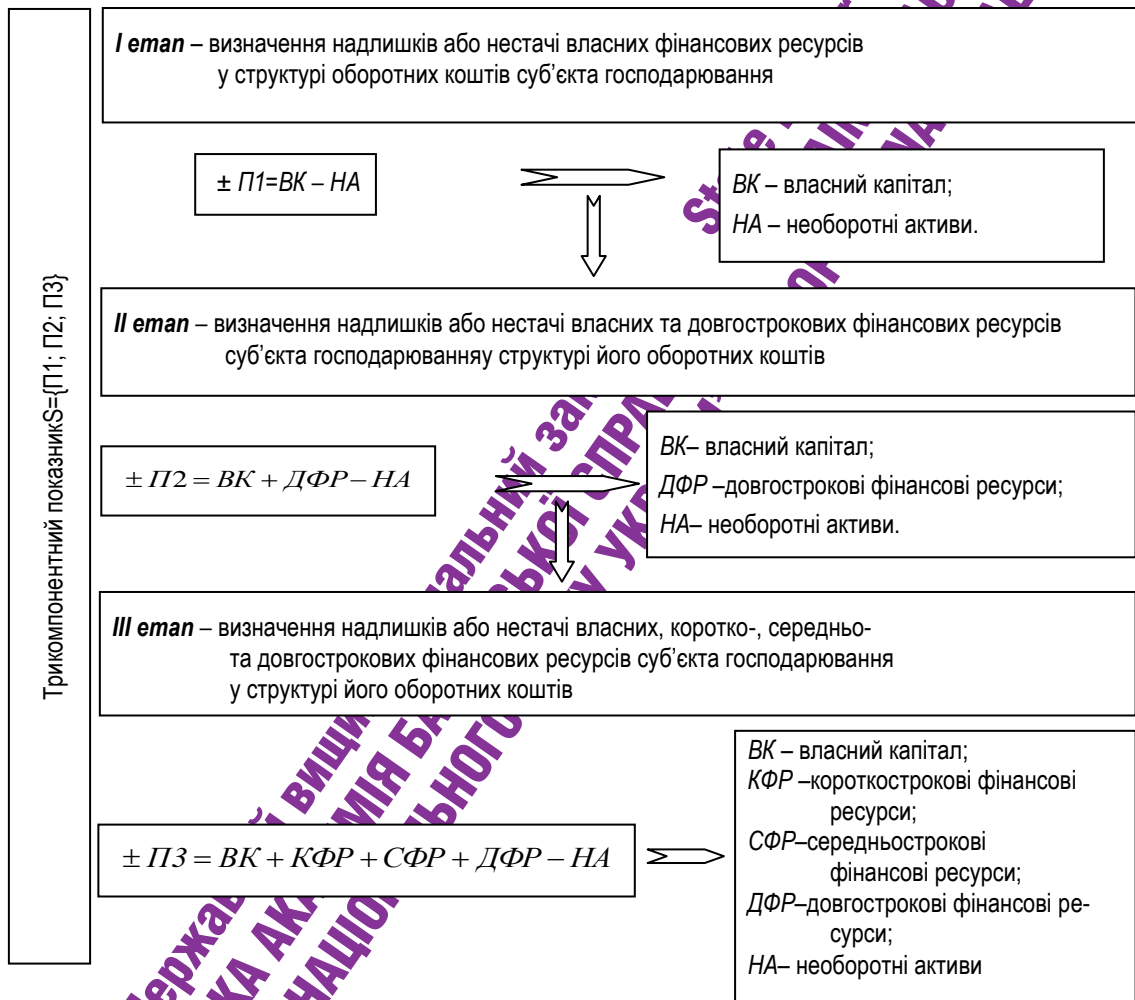 Трикомпонентний показникS={П1; П2; П3}
I етап – визначення надлишків або нестачі власних фінансових ресурсів
у структурі оборотних коштів суб’єкта господарювання
± П1=ВК – НА
ВК – власний капітал;
НА – необоротні активи.
II етап – визначення надлишків або нестачі власних та довгострокових фінансових ресурсів
суб’єкта господарюванняу структурі його оборотних коштів
± П2 = ВК + ДФР – НА
ВК– власний капітал;
ДФР –довгострокові фінансові ресурси;
НА– необоротні активи.
III етап – визначення надлишків або нестачі власних, коротко-, середньо-
та довгострокових фінансових ресурсів суб’єкта господарювання
у структурі його оборотних коштів
± П3 = ВК + КФР + СФР + ДФР – НА
ВК – власний капітал;
КФР –короткострокові фінансові
ресурси;
СФР–середньострокові
фінансові ресурси;
ДФР–довгострокові фінансові ре-
сурси;
НА– необоротні активи